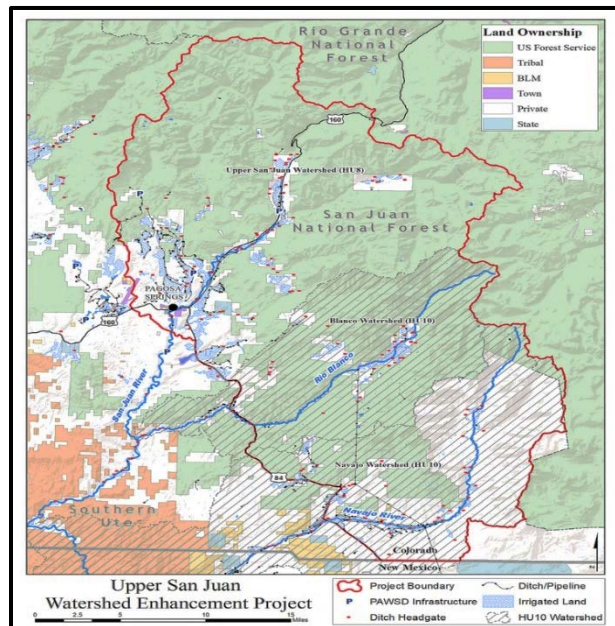 Rio Grande
National
Forest
Land Ownership
US Forest Service
Tribal
BLM
Town
Private
State
160
Upper San Juan Watershed (HU8)
P
San Juan
National Forest
P
P
PAGOSA
SPRINGS
P
160
Blanco Watershed (HU10)
Rio Blanco
San Juan River
Navajo Watershed (HU 10)
84
Southern
Ute
Navajo River
Colorado
New Mexico
Upper San Juan
Watershed Enhancement Project
0
5
10
15
Miles
Project Boundary
P PAWSD Infrastructure
Ditch Headgate
Ditch/Pipeline
Irrigated Land
HU10 Watershed